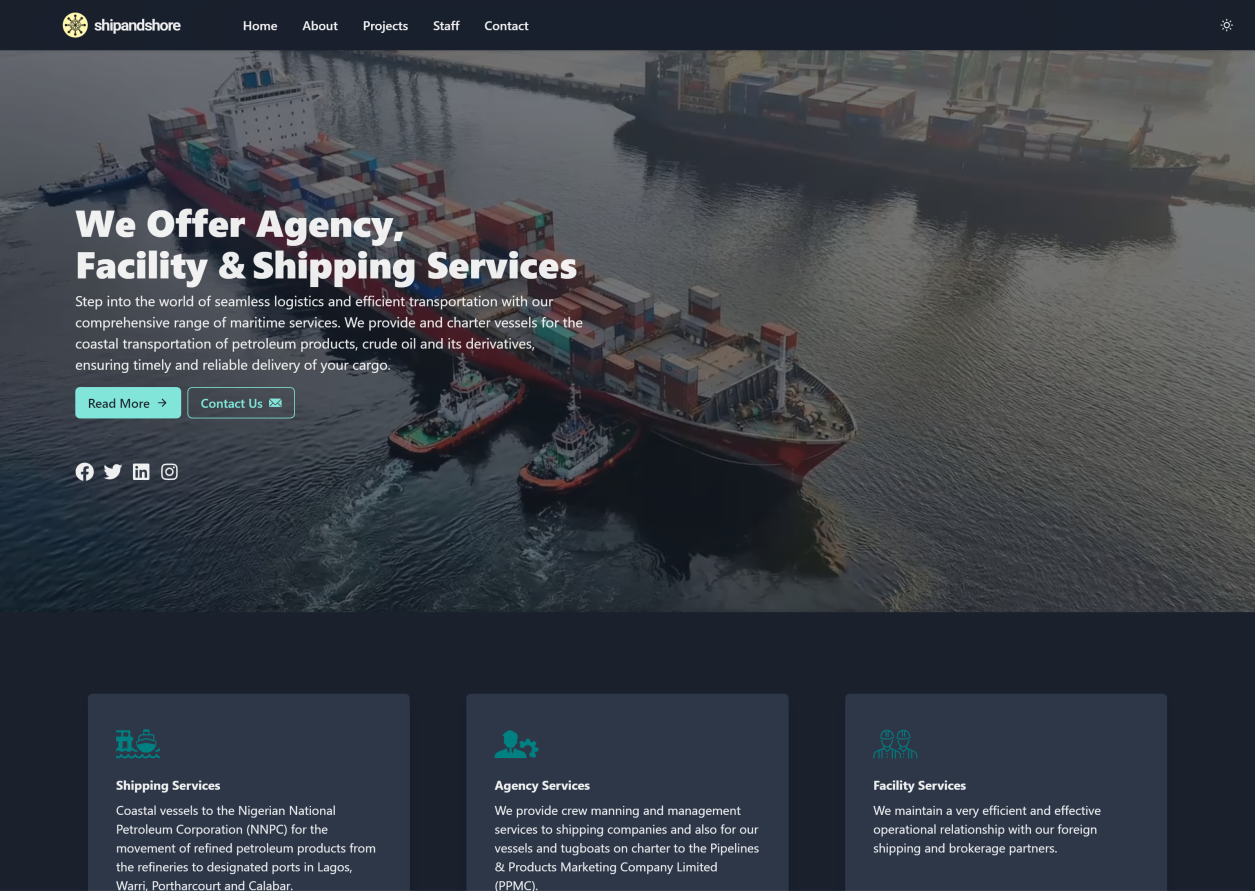 shipandshore
Home
About
Projects
Staff
Contact
We Offer Agency,
Facility & Shipping Services
Step into the world of seamless logistics and efficient transportation with our
comprehensive range of maritime services. We provide and charter vessels for the
coastal transportation of petroleum products, crude oil and its derivatives,
ensuring timely and reliable delivery of your cargo.
Read More
Contact Us
Shipping Services
Coastal vessels to the Nigerian National
Petroleum Corporation (NNPC) for the
movement of refined petroleum products from
the refineries to designated ports in Lagos,
Warri, Portharcourt and Calabar.
Agency Services
We provide crew manning and management
services to shipping companies and also for our
vessels and tugboats on charter to the Pipelines
& Products Marketing Company Limited
(PPMC).
Facility Services
We maintain a very efficient and effective
operational relationship with our foreign
shipping and brokerage partners.